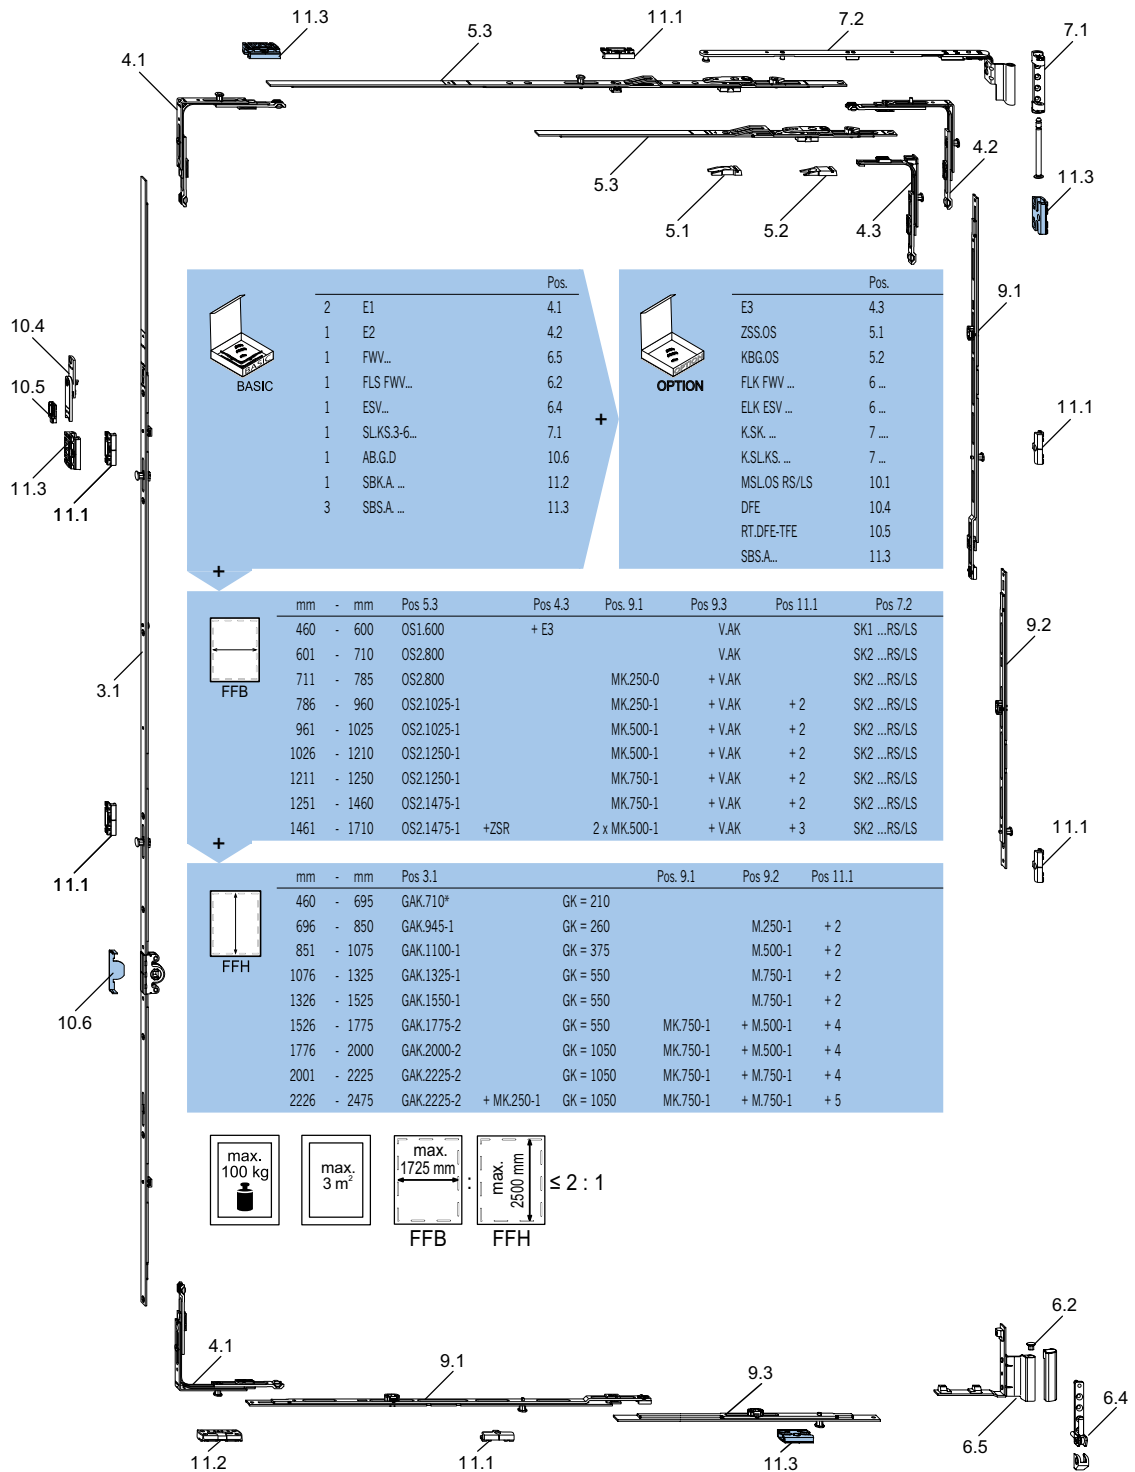 11.3
5.3
11.1
7.2
7.1
4.1
5.3
5.1
5.2
4.3
4.2
11.3
Pos.
2 E1 4.1
1 E2 4.2
1 FWV... 6.5
1 FLS FWV... 6.2
1 ESV... 6.4
1 SL.KS.3-6... 7.1
1 AB.G.D 10.6
1 SBK.A. ... 11.2
3 SBS.A. ... 11.3
BASIC
BASIC
+
Pos.
E3 4.3
ZSS.OS 5.1
KBG.OS 5.2
FLK FWV ... 6 ...
ELK ESV ... 6 ...
K.SK. ... 7 ....
K.SL.KS. ... 7 ...
MSL.OS RS/LS 10.1
DFE 10.4
RT.DFE-TFE 10.5
SBS.A... 11.3
OPTION
OPTION
9.1
10.4
10.5
11.3
11.1
11.1
+
mm - mm Pos 5.3 Pos 4.3 Pos. 9.1 Pos 9.3 Pos 11.1 Pos 7.2
460 - 600 OS1.600 + E3 V.AK SK1 ...RS/LS
601 - 710 OS2.800 V.AK SK2 ...RS/LS
711 - 785 OS2.800 MK.250-0 + V.AK SK2 ...RS/LS
786 - 960 OS2.1025-1 MK.250-1 + V.AK + 2 SK2 ...RS/LS
961 - 1025 OS2.1025-1 MK.500-1 + V.AK + 2 SK2 ...RS/LS
1026 - 1210 OS2.1250-1 MK.500-1 + V.AK + 2 SK2 ...RS/LS
1211 - 1250 OS2.1250-1 MK.750-1 + V.AK + 2 SK2 ...RS/LS
1251 - 1460 OS2.1475-1 MK.750-1 + V.AK + 2 SK2 ...RS/LS
1461 - 1710 OS2.1475-1 +ZSR 2 x MK.500-1 + V.AK + 3 SK2 ...RS/LS
FFB
3.1
9.2
11.1
11.1
+
mm - mm Pos 3.1 Pos. 9.1 Pos 9.2 Pos 11.1
460 - 695 GAK.710* GK = 210
696 - 850 GAK.945-1 GK = 260 M.250-1 + 2
851 - 1075 GAK.1100-1 GK = 375 M.500-1 + 2
1076 - 1325 GAK.1325-1 GK = 550 M.750-1 + 2
1326 - 1525 GAK.1550-1 GK = 550 M.750-1 + 2
1526 - 1775 GAK.1775-2 GK = 550 MK.750-1 + M.500-1 + 4
1776 - 2000 GAK.2000-2 GK = 1050 MK.750-1 + M.500-1 + 4
2001 - 2225 GAK.2225-2 GK = 1050 MK.750-1 + M.750-1 + 4
2226 - 2475 GAK.2225-2 + MK.250-1 GK = 1050 MK.750-1 + M.750-1 + 5
FFH
10.6
max.
100 kg
max.
3 m²
max.
1725 mm
FFB
:
max.
2500 mm
FFH
≤ 2 : 1
4.1
9.1
9.3
6.2
6.4
6.5
11.2
11.1
11.3